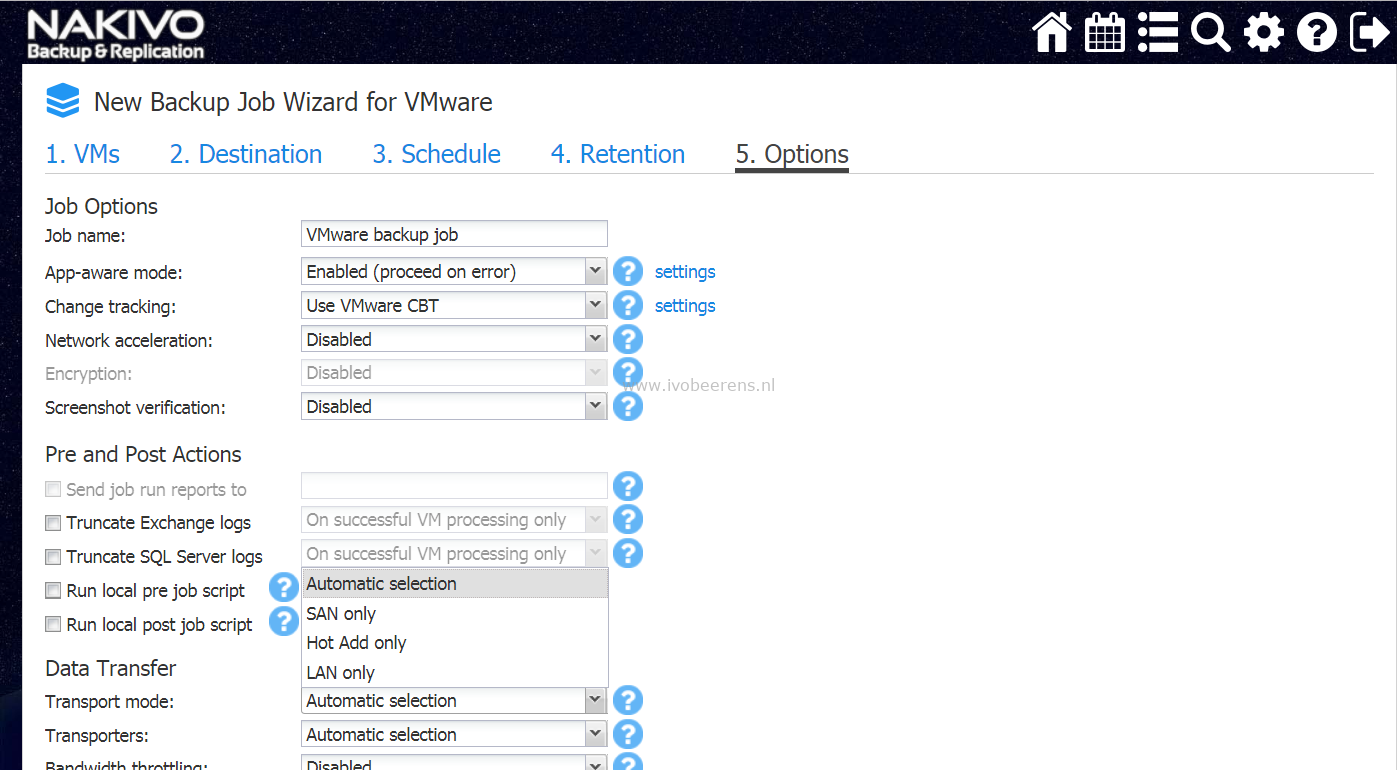 NAKIVO
Backup & Replication
New Backup Job Wizard for VMware
1. VMs 2. Destination 3. Schedule 4. Retention 5. Options
Job Options
Job name: VMware backup job
App-aware mode: Enabled (proceed on error) ? settings
Change tracking: Use VMware CBT ? settings
Network acceleration: Disabled ?
Encryption: Disabled ?
www.ivobeerens.nl
Screenshot verification: Disabled ?
Pre and Post Actions
Send job run reports to ?
Truncate Exchange logs On successful VM processing only ?
Truncate SQL Server logs On successful VM processing only ?
Run local pre job script ? Automatic selection
SAN only
Run local post job script ? Hot Add only
Data Transfer LAN only
Transport mode: Automatic selection ?
Transporters: Automatic selection ?
Bandwidth throttling: Disabled ?